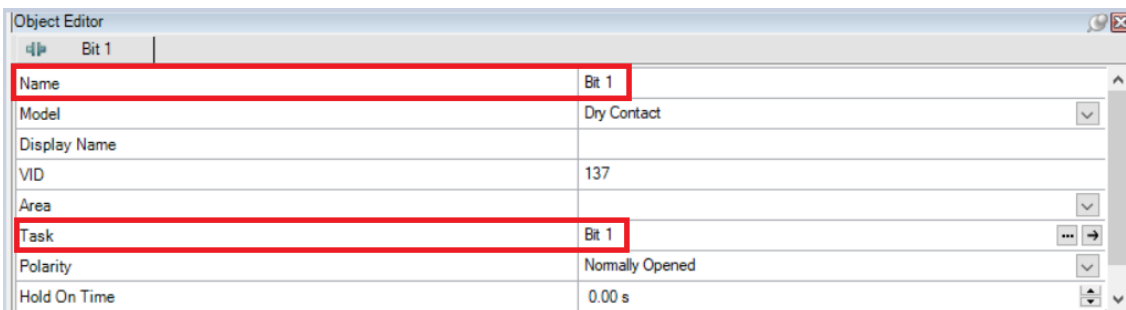 Object Editor
Bit 1
Name Bit 1
Model Dry Contact
Display Name
VID 137
Area
Task Bit 1
Polarity Normally Opened
Hold On Time 0.00 s